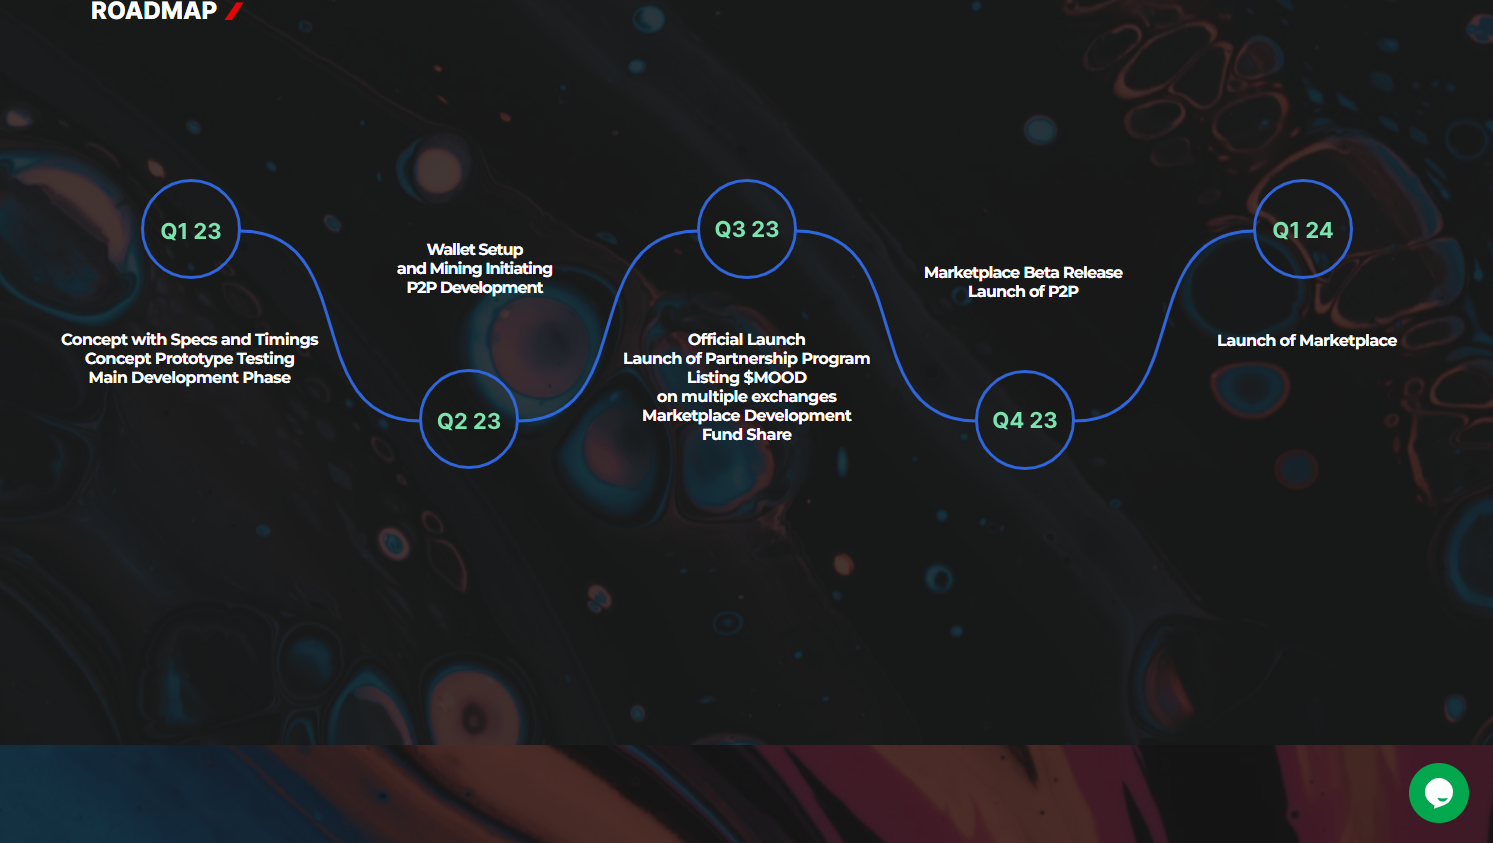 ROADMAP
Q1 23
Concept with Specs and Timings
Concept Prototype Testing
Main Development Phase
Wallet Setup
and Mining Initiating
P2P Development
Q2 23
Q3 23
Official Launch
Launch of Partnership Program
Listing $MOOD
on multiple exchanges
Marketplace Development
Fund Share
Marketplace Beta Release
Launch of P2P
Q4 23
Q1 24
Launch of Marketplace